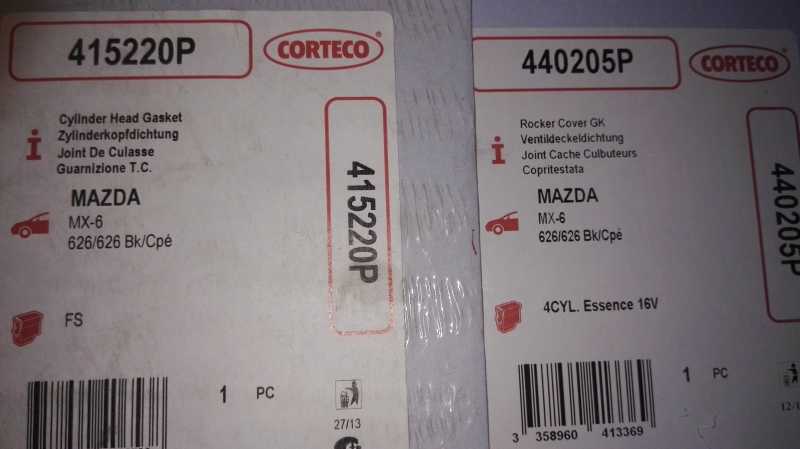 415220P
CORTECO
Cylinder Head Gasket
Zylinderkopfdichtung
Joint De Culasse
Guarnizione T.C.
MAZDA
MX-6
626/626 Bk/Cpé
FS
1 PC
27/13
415220P
440205P
CORTECO
Rocker Cover GK
Ventildeckeldichtung
Joint Cache Culbuteurs
Copritestata
MAZDA
MX-6
626/626 Bk/Cpé
4CYL. Essence 16V
1 PC
3 358960 413369
440205P